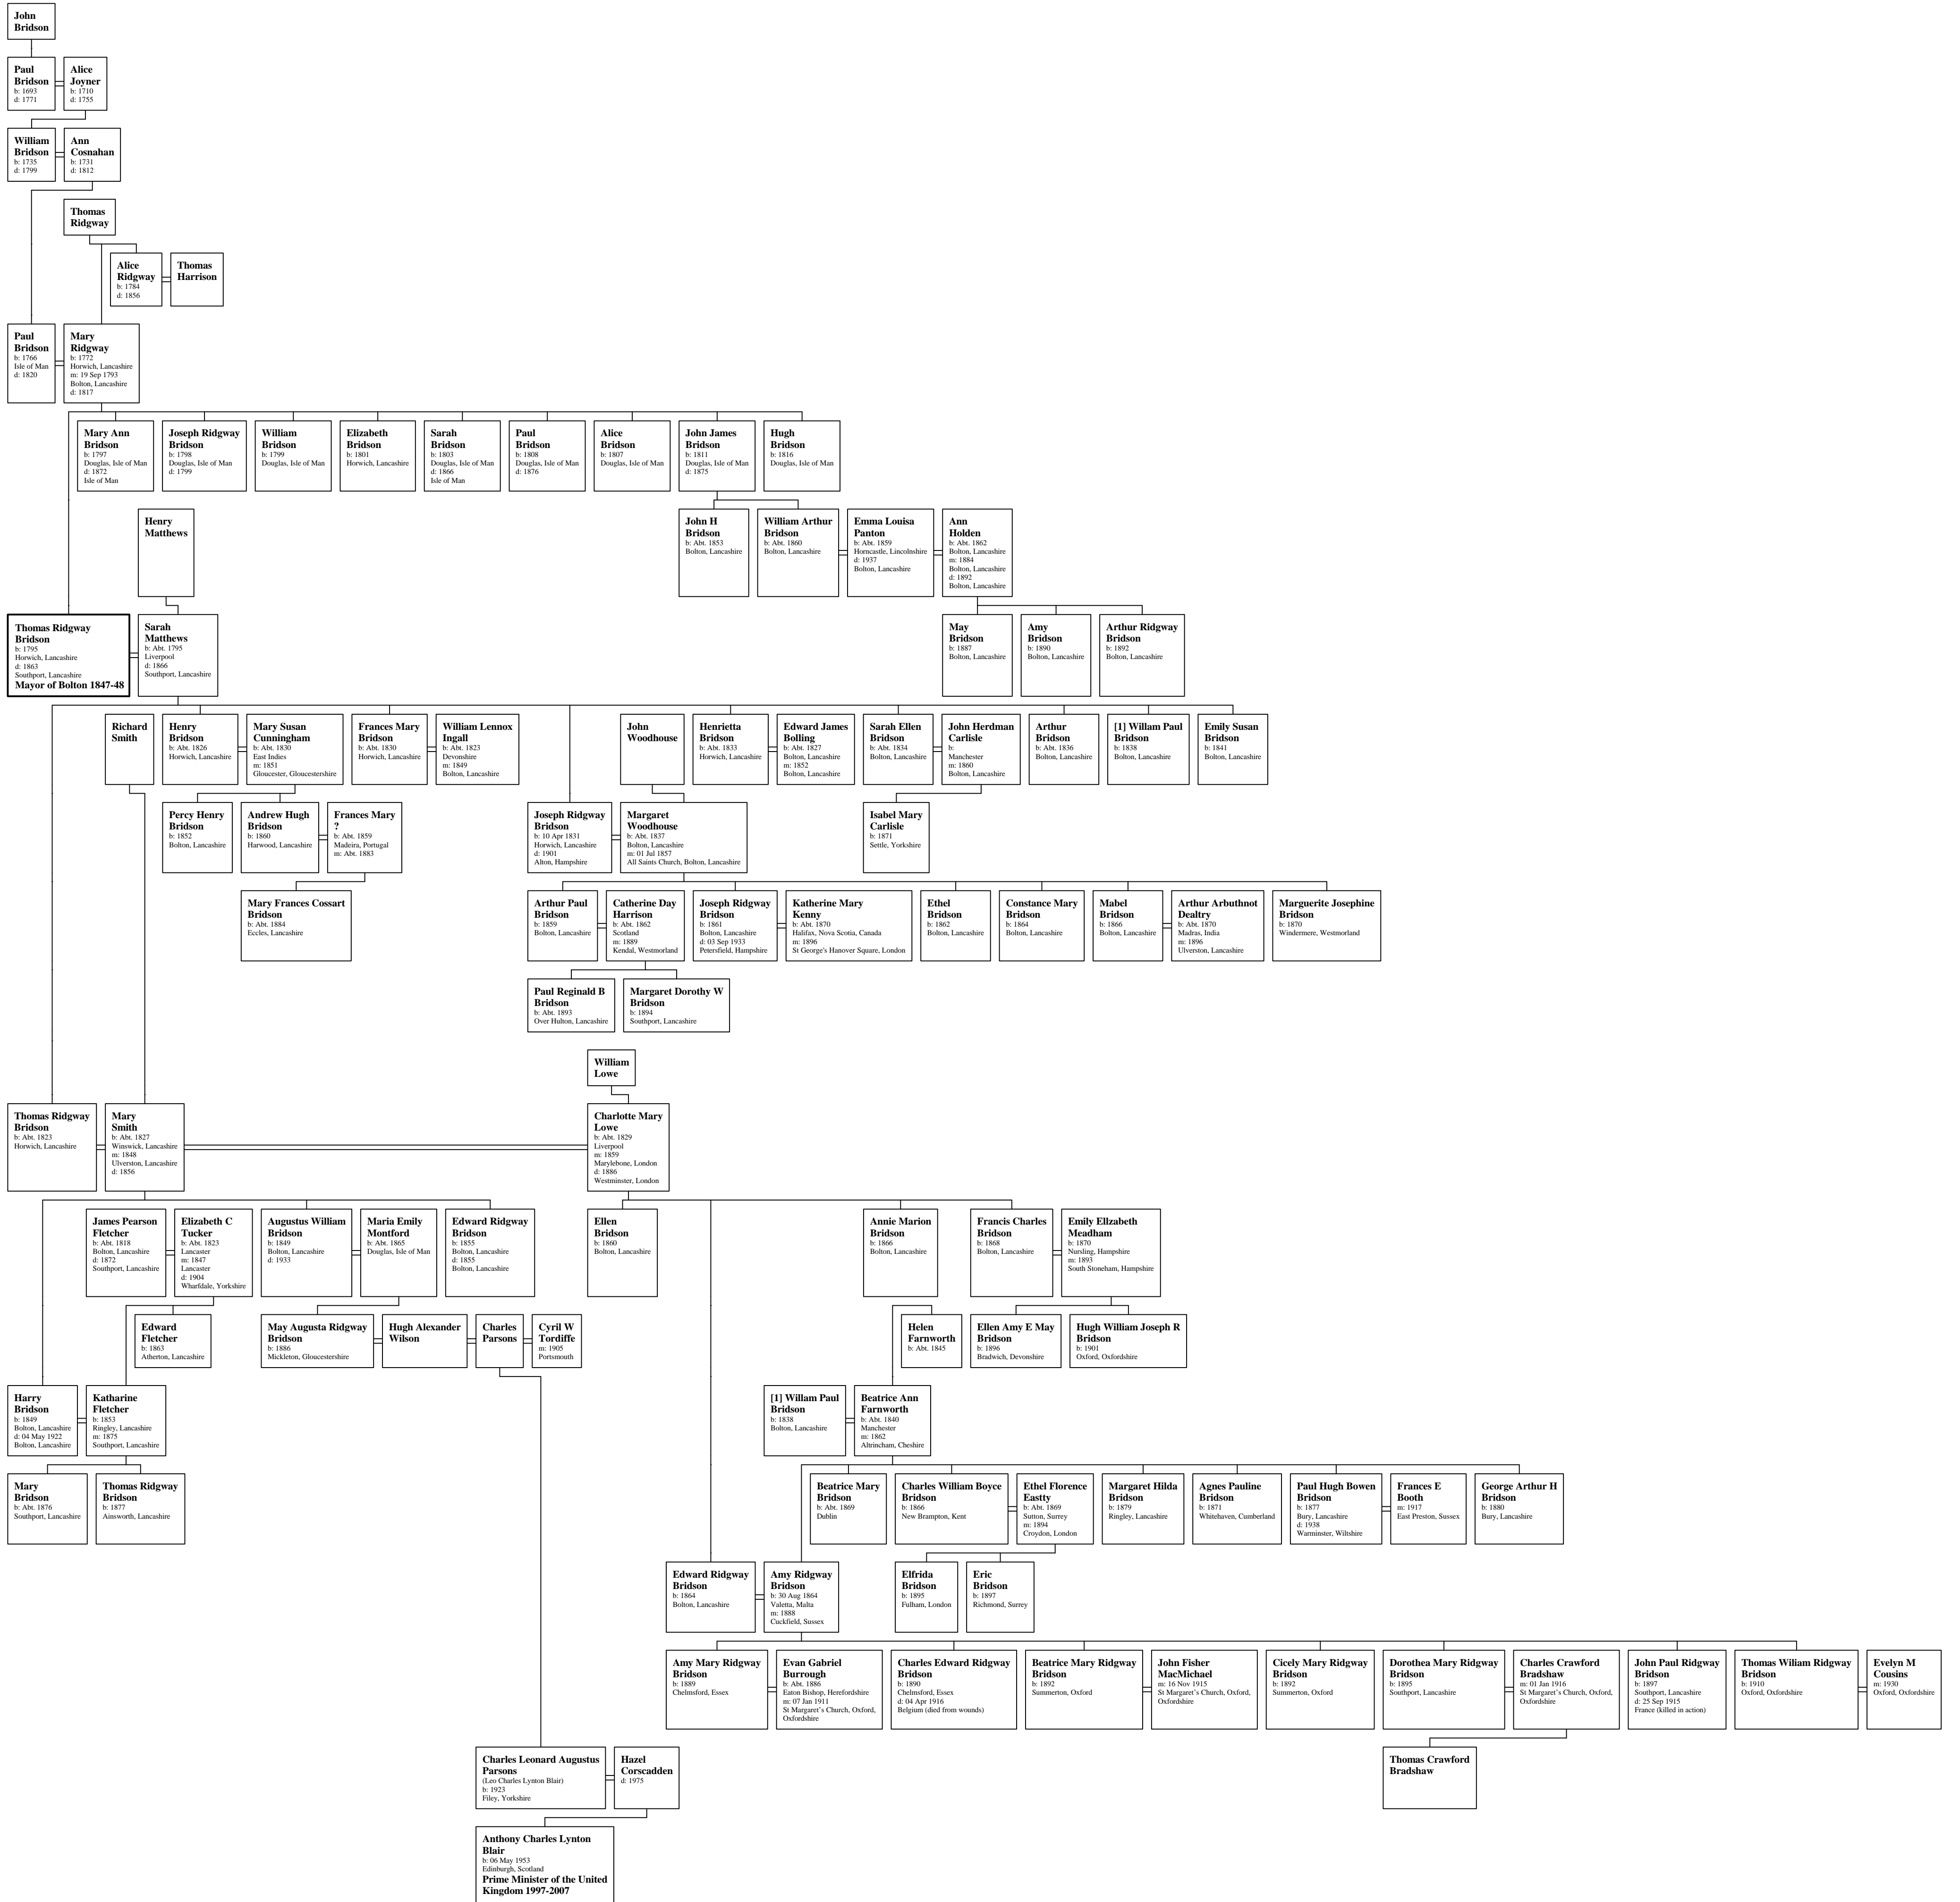 John
Bridson
Paul
Bridson
b: 1693
d: 1771
Alice
Joyner
b: 1710
d: 1755
William
Bridson
b: 1735
d: 1799
Ann
Cosnahan
b: 1731
d: 1812
Thomas
Ridgway
Alice
Ridgway
b: 1784
d: 1856
Thomas
Harrison
Paul
Bridson
b: 1766
Isle of Man
d: 1820
Mary
Ridgway
b: 1772
Horwich, Lancashire
m: 19 Sep 1793
Bolton, Lancashire
d: 1817
Mary Ann
Bridson
b: 1797
Douglas, Isle of Man
d: 1872
Isle of Man
Joseph Ridgway
Bridson
b: 1798
Douglas, Isle of Man
d: 1799
William
Bridson
b: 1799
Douglas, Isle of Man
Elizabeth
Bridson
b: 1801
Horwich, Lancashire
Sarah
Bridson
b: 1803
Douglas, Isle of Man
d: 1866
Isle of Man
Paul
Bridson
b: 1808
Douglas, Isle of Man
d: 1876
Alice
Bridson
b: 1807
Douglas, Isle of Man
John James
Bridson
b: 1811
Douglas, Isle of Man
d: 1875
Hugh
Bridson
b: 1816
Douglas, Isle of Man
Henry
Matthews
John H
Bridson
b: Abt. 1853
Bolton, Lancashire
William Arthur
Bridson
b: Abt. 1860
Bolton, Lancashire
Emma Louisa
Panton
b: Abt. 1859
Horncastle, Lincolnshire
d: 1937
Bolton, Lancashire
Ann
Holden
b: Abt. 1862
Bolton, Lancashire
m: 1884
Bolton, Lancashire
d: 1892
Bolton, Lancashire
Thomas Ridgway
Bridson
b: 1795
Horwich, Lancashire
d: 1863
Southport, Lancashire
Mayor of Bolton 1847-48
Sarah
Matthews
b: Abt. 1795
Liverpool
d: 1866
Southport, Lancashire
May
Bridson
b: 1887
Bolton, Lancashire
Amy
Bridson
b: 1890
Bolton, Lancashire
Arthur Ridgway
Bridson
b: 1892
Bolton, Lancashire
Richard
Smith
Henry
Bridson
b: Abt. 1826
Horwich, Lancashire
Mary Susan
Cunningham
b: Abt. 1830
East Indies
m: 1851
Gloucester, Gloucestershire
Frances Mary
Bridson
b: Abt. 1830
Horwich, Lancashire
William Lennox
Ingall
b: Abt. 1823
Devonshire
m: 1849
Bolton, Lancashire
John
Woodhouse
Henrietta
Bridson
b: Abt. 1833
Horwich, Lancashire
Edward James
Bolling
b: Abt. 1827
Bolton, Lancashire
m: 1852
Bolton, Lancashire
Sarah Ellen
Bridson
b: Abt. 1834
Bolton, Lancashire
John Herdman
Carlisle
b:
Manchester
m: 1860
Bolton, Lancashire
Arthur
Bridson
b: Abt. 1836
Bolton, Lancashire
[1] Willam Paul
Bridson
b: 1838
Bolton, Lancashire
Emily Susan
Bridson
b: 1841
Bolton, Lancashire
Percy Henry
Bridson
b: 1852
Bolton, Lancashire
Andrew Hugh
Bridson
b: 1860
Harwood, Lancashire
Frances Mary
?
b: Abt. 1859
Madeira, Portugal
m: Abt. 1883
Joseph Ridgway
Bridson
b: 10 Apr 1831
Horwich, Lancashire
d: 1901
Alton, Hampshire
Margaret
Woodhouse
b: Abt. 1837
Bolton, Lancashire
m: 01 Jul 1857
All Saints Church, Bolton, Lancashire
Isabel Mary
Carlisle
b: 1871
Settle, Yorkshire
Mary Frances Cossart
Bridson
b: Abt. 1884
Eccles, Lancashire
Arthur Paul
Bridson
b: 1859
Bolton, Lancashire
Catherine Day
Harrison
b: Abt. 1862
Scotland
m: 1889
Kendal, Westmorland
Joseph Ridgway
Bridson
b: 1861
Bolton, Lancashire
d: 03 Sep 1933
Petersfield, Hampshire
Katherine Mary
Kenny
b: Abt. 1870
Halifax, Nova Scotia, Canada
m: 1896
St George's Hanover Square, London
Ethel
Bridson
b: 1862
Bolton, Lancashire
Constance Mary
Bridson
b: 1864
Bolton, Lancashire
Mabel
Bridson
b: 1866
Bolton, Lancashire
Arthur Arbuthnot
Dealtry
b: Abt. 1870
Madras, India
m: 1896
Ulverston, Lancashire
Marguerite Josephine
Bridson
b: 1870
Windermere, Westmorland
Paul Reginald B
Bridson
b: Abt. 1893
Over Hulton, Lancashire
Margaret Dorothy W
Bridson
b: 1894
Southport, Lancashire
William
Lowe
Thomas Ridgway
Bridson
b: Abt. 1823
Horwich, Lancashire
Mary
Smith
b: Abt. 1827
Winswick, Lancashire
m: 1848
Ulverston, Lancashire
d: 1856
Charlotte Mary
Lowe
b: Abt. 1829
Liverpool
m: 1859
Marylebone, London
d: 1886
Westminster, London
James Pearson
Fletcher
b: Abt. 1818
Bolton, Lancashire
d: 1872
Southport, Lancashire
Elizabeth C
Tucker
b: Abt. 1823
Lancaster
m: 1847
Lancaster
d: 1904
Wharfdale, Yorkshire
Augustus William
Bridson
b: 1849
Bolton, Lancashire
d: 1933
Maria Emily
Montford
b: Abt. 1865
Douglas, Isle of Man
Edward Ridgway
Bridson
b: 1855
Bolton, Lancashire
d: 1855
Bolton, Lancashire
Ellen
Bridson
b: 1860
Bolton, Lancashire
Annie Marion
Bridson
b: 1866
Bolton, Lancashire
Francis Charles
Bridson
b: 1868
Bolton, Lancashire
Emily Ellzabeth
Meadham
b: 1870
Nursling, Hampshire
m: 1893
South Stoneham, Hampshire
Edward
Fletcher
b: 1863
Atherton, Lancashire
May Augusta Ridgway
Bridson
b: 1886
Mickleton, Gloucestershire
Hugh Alexander
Wilson
Charles
Parsons
Cyril W
Tordiffe
m: 1905
Portsmouth
Helen
Farnworth
b: Abt. 1845
Ellen Amy E May
Bridson
b: 1896
Bradwich, Devonshire
Hugh William Joseph R
Bridson
b: 1901
Oxford, Oxfordshire
Harry
Bridson
b: 1849
Bolton, Lancashire
d: 04 May 1922
Bolton, Lancashire
Katharine
Fletcher
b: 1853
Ringley, Lancashire
m: 1875
Southport, Lancashire
[1] Willam Paul
Bridson
b: 1838
Bolton, Lancashire
Beatrice Ann
Farnworth
b: Abt. 1840
Manchester
m: 1862
Altrincham, Cheshire
Mary
Bridson
b: Abt. 1876
Southport, Lancashire
Thomas Ridgway
Bridson
b: 1877
Ainsworth, Lancashire
Beatrice Mary
Bridson
b: Abt. 1869
Dublin
Charles William Boyce
Bridson
b: 1866
New Brampton, Kent
Ethel Florence
Eastty
b: Abt. 1869
Sutton, Surrey
m: 1894
Croydon, London
Margaret Hilda
Bridson
b: 1879
Ringley, Lancashire
Agnes Pauline
Bridson
b: 1871
Whitehaven, Cumberland
Paul Hugh Bowen
Bridson
b: 1877
Bury, Lancashire
d: 1938
Warminster, Wiltshire
Frances E
Booth
m: 1917
East Preston, Sussex
George Arthur H
Bridson
b: 1880
Bury, Lancashire
Edward Ridgway
Bridson
b: 1864
Bolton, Lancashire
Amy Ridgway
Bridson
b: 30 Aug 1864
Valetta, Malta
m: 1888
Cuckfield, Sussex
Elfrida
Bridson
b: 1895
Fulham, London
Eric
Bridson
b: 1897
Richmond, Surrey
Amy Mary Ridgway
Bridson
b: 1889
Chelmsford, Essex
Evan Gabriel
Burrough
b: Abt. 1886
Eaton Bishop, Herefordshire
m: 07 Jan 1911
St Margaret's Church, Oxford,
Oxfordshire
Charles Edward Ridgway
Bridson
b: 1890
Chelmsford, Essex
d: 04 Apr 1916
Belgium (died from wounds)
Beatrice Mary Ridgway
Bridson
b: 1892
Summerton, Oxford
John Fisher
MacMichael
m: 16 Nov 1915
St Margaret's Church, Oxford,
Oxfordshire
Cicely Mary Ridgway
Bridson
b: 1892
Summerton, Oxford
Dorothea Mary Ridgway
Bridson
b: 1895
Southport, Lancashire
Charles Crawford
Bradshaw
m: 01 Jan 1916
St Margaret's Church, Oxford,
Oxfordshire
John Paul Ridgway
Bridson
b: 1897
Southport, Lancashire
d: 25 Sep 1915
France (killed in action)
Thomas Wiliam Ridgway
Bridson
b: 1910
Oxford, Oxfordshire
Evelyn M
Cousins
m: 1930
Oxford, Oxfordshire
Charles Leonard Augustus
Parsons
(Leo Charles Lynton Blair)
b: 1923
Filey, Yorkshire
Hazel
Corscadden
d: 1975
Thomas Crawford
Bradshaw
Anthony Charles Lynton
Blair
b: 06 May 1953
Edinburgh, Scotland
Prime Minister of the United
Kingdom 1997-2007